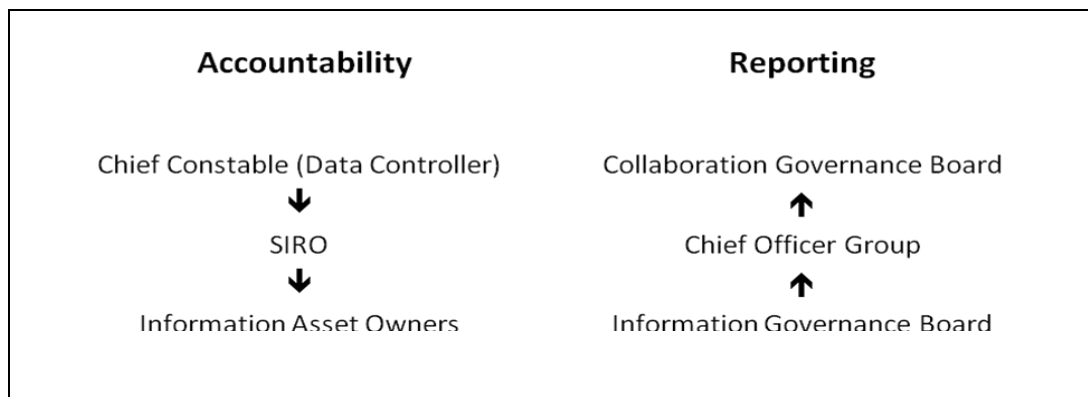 Accountability
Chief Constable (Data Controller)
SIRO
Information Asset Owners
Reporting
Collaboration Governance Board
Chief Officer Group
Information Governance Board